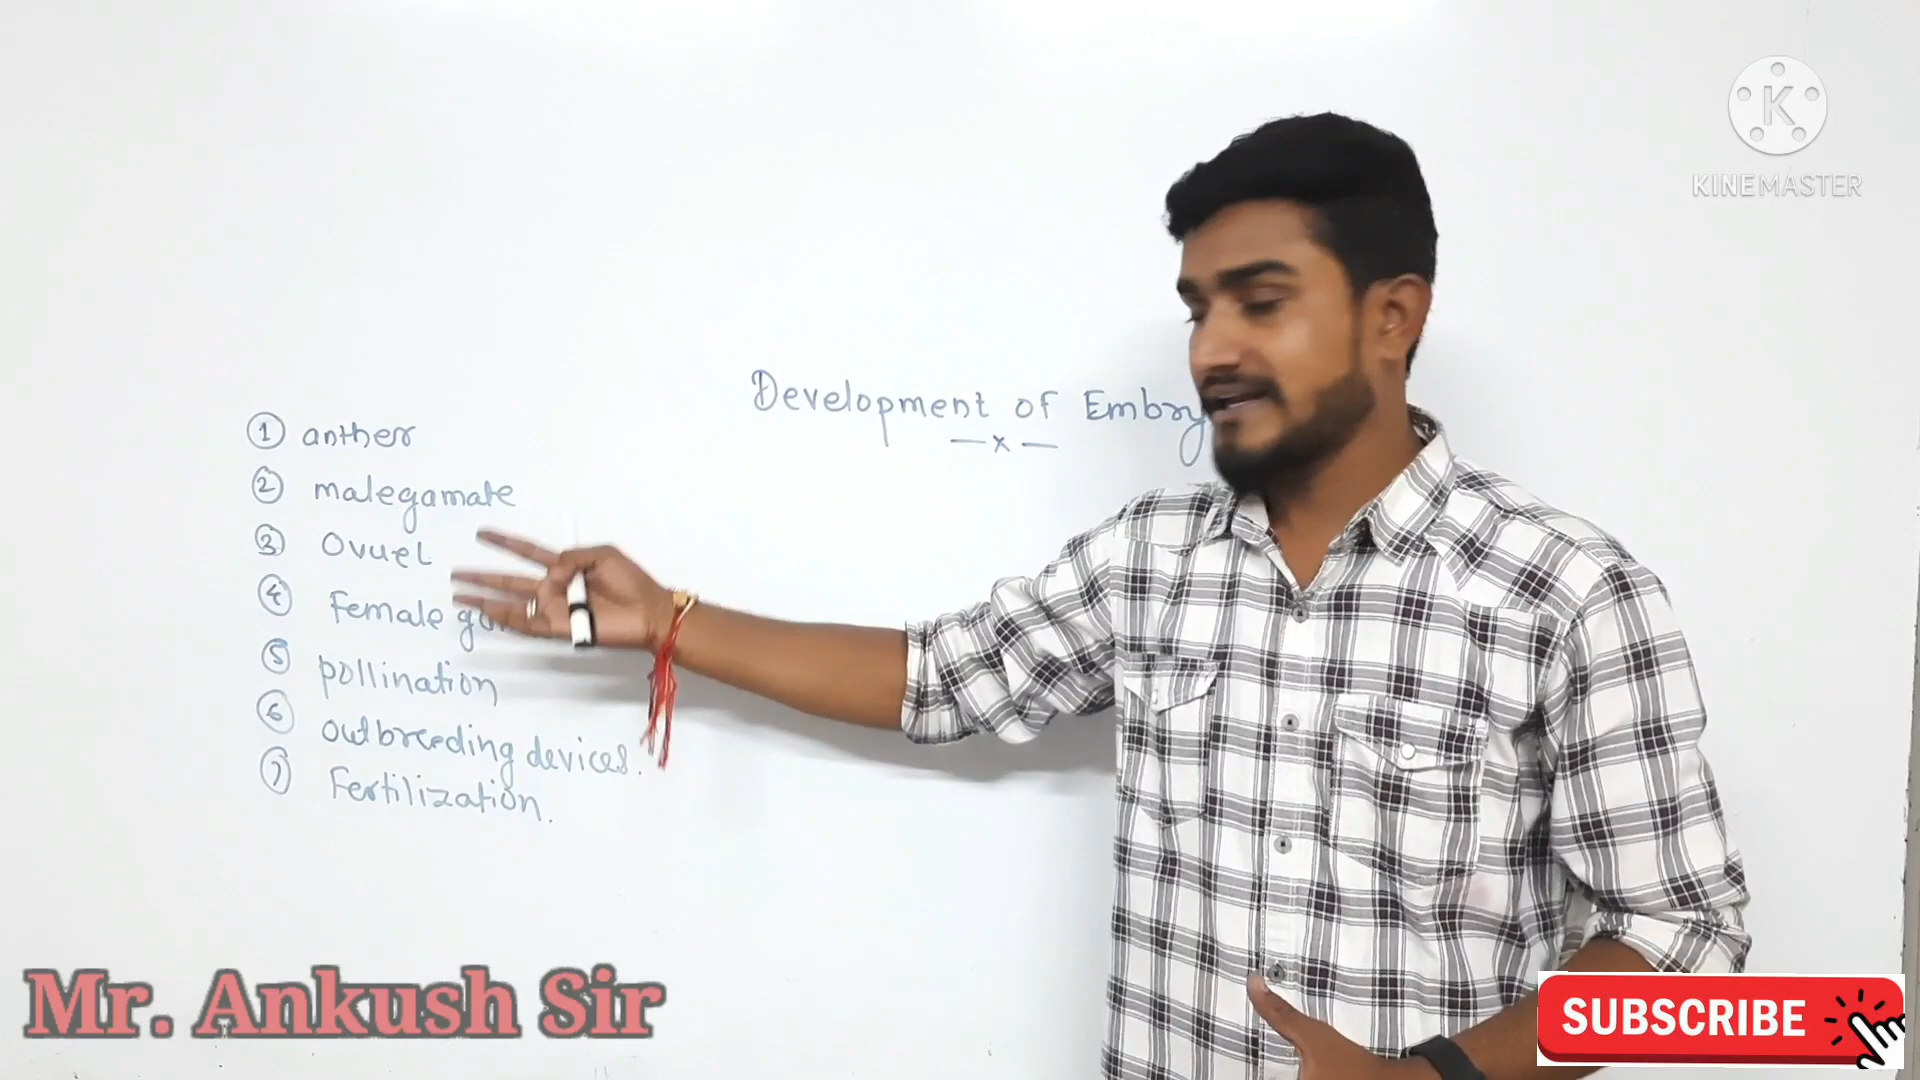 KINEMASTER
Development of Embry
— x —
① anther
② malegamate
③ Ovuel
④ Female
⑤ pollination
⑥ outbreeding devices.
⑦ Fertilization.
Mr. Ankush Sir
SUBSCRIBE